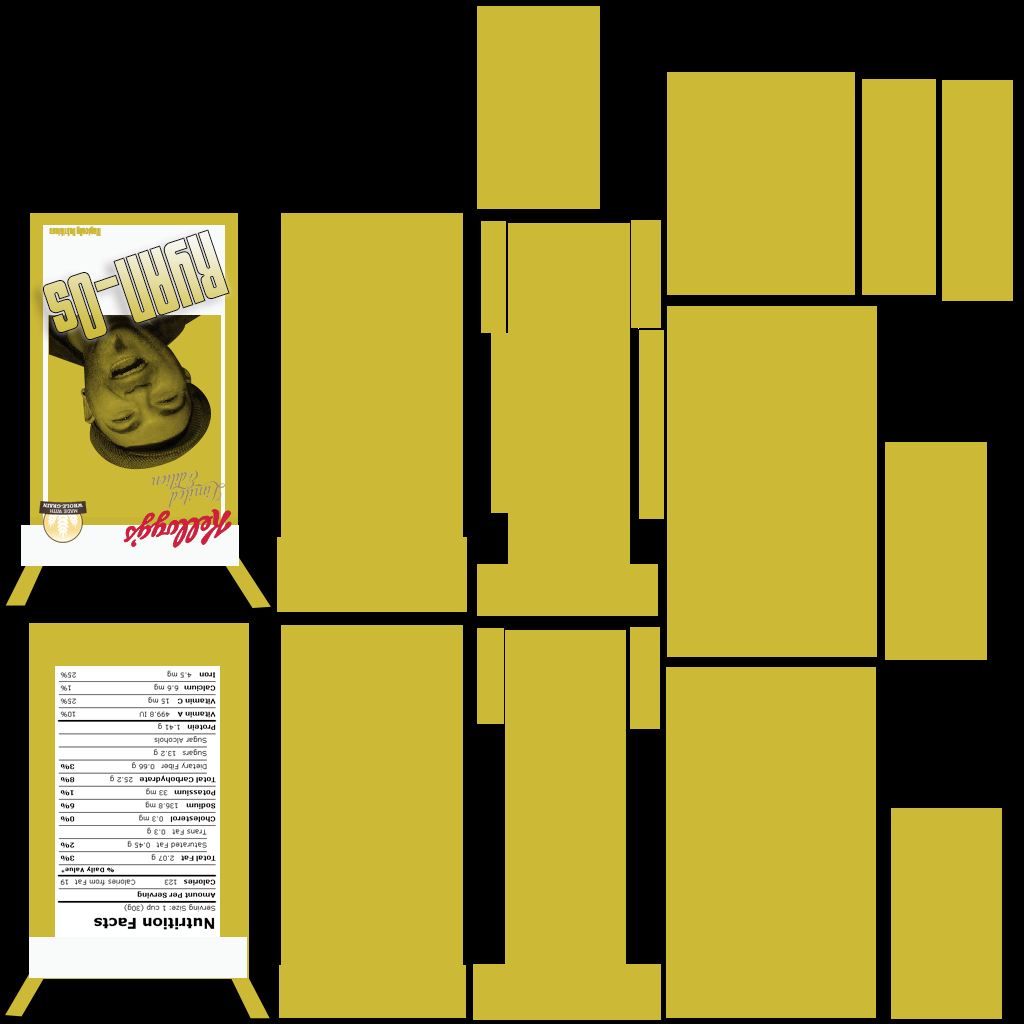 Kellogg's
MADE WITH
WHOLE-GRAIN
Limited
Edition
RYAN-OS
Nutrition Facts
Serving Size: 1 cup (30g)
Amount Per Serving
Calories 123 Calories from Fat 19
% Daily Value*
Total Fat 2.07 g 3%
Saturated Fat 0.45 g 2%
Trans Fat 0.3 g
Cholesterol 0.3 mg 0%
Sodium 136.8 mg 6%
Potassium 33 mg 1%
Total Carbohydrate 25.2 g 8%
Dietary Fiber 0.66 g 3%
Sugars 13.2 g
Sugar Alcohols
Protein 1.41 g
Vitamin A 499.8 IU 10%
Vitamin C 15 mg 25%
Calcium 6.6 mg 1%
Iron 4.5 mg 25%